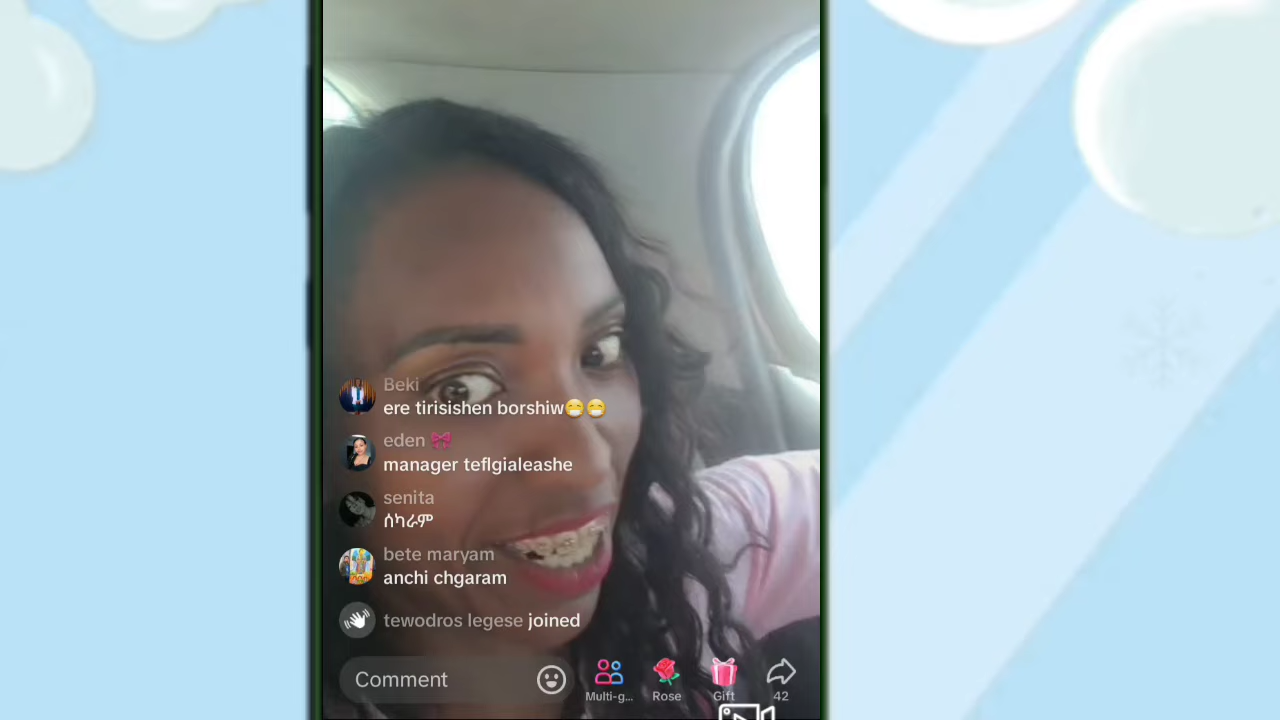 Beki
ere tirisishen borshiw😁😁
eden 🎀
manager teflgialeashe
senita
ሰካራም
bete maryam
anchi chgaram
tewodros legese joined
Comment
Multi-g...
Rose
Gift
42